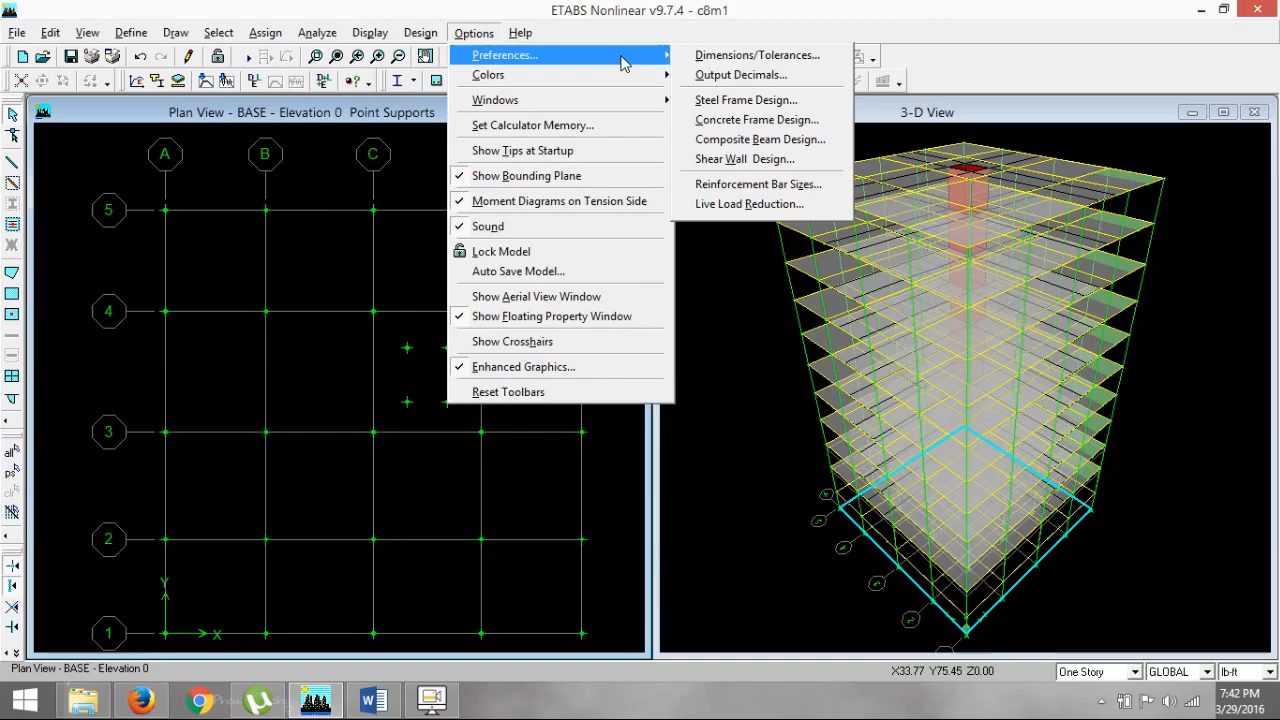 ETABS Nonlinear v9.7.4 - c8m1
File Edit View Define Draw Select Assign Analyze Display Design Options Help
Plan View - BASE - Elevation 0 Point Supports
3-D View
Preferences...
Colors
Windows
Set Calculator Memory...
Show Tips at Startup
Show Bounding Plane
Moment Diagrams on Tension Side
Sound
Lock Model
Auto Save Model...
Show Aerial View Window
Show Floating Property Window
Show Crosshairs
Enhanced Graphics...
Reset Toolbars
Dimensions/Tolerances...
Output Decimals...
Steel Frame Design...
Concrete Frame Design...
Composite Beam Design...
Shear Wall Design...
Reinforcement Bar Sizes...
Live Load Reduction...
A B C
5
4
3
2
1
Y
X
all
ps
clr
Plan View - BASE - Elevation 0
X33.77 Y75.45 Z0.00
One Story
GLOBAL
lb-ft
7:42 PM
3/29/2016